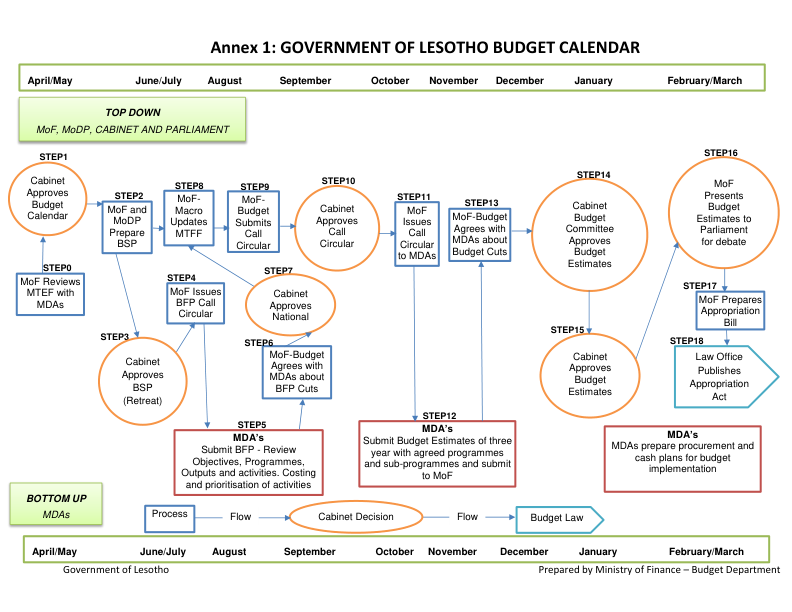 Annex 1: GOVERNMENT OF LESOTHO BUDGET CALENDAR
April/May June/July August September October November December January February/March
TOP DOWN
MoF, MoDP, CABINET AND PARLIAMENT
STEP1
Cabinet
Approves
Budget
Calendar
STEP0
MoF Reviews
MTEF with
MDAs
STEP2
MoF and
MoDP
Prepare
BSP
STEP3
Cabinet
Approves
BSP
(Retreat)
STEP4
MoF Issues
BFP Call
Circular
STEP5
MDA's
Submit BFP - Review
Objectives, Programmes,
Outputs and activities. Costing
and prioritisation of activities
STEP6
MoF-Budget
Agrees with
MDAs about
BFP Cuts
STEP7
Cabinet
Approves
National
STEP8
MoF-
Macro
Updates
MTFF
STEP9
MoF-
Budget
Submits
Call
Circular
STEP10
Cabinet
Approves
Call
Circular
STEP11
MoF
Issues
Call
Circular
to MDAs
STEP12
MDA's
Submit Budget Estimates of three
year with agreed programmes
and sub-programmes and submit
to MoF
STEP13
MoF-Budget
Agrees with
MDAs about
Budget Cuts
STEP14
Cabinet
Budget
Committee
Approves
Budget
Estimates
STEP15
Cabinet
Approves
Budget
Estimates
STEP16
MoF
Presents
Budget
Estimates to
Parliament
for debate
STEP17
MoF Prepares
Appropriation
Bill
STEP18
Law Office
Publishes
Appropriation
Act
MDA's
MDAs prepare procurement and
cash plans for budget
implementation
BOTTOM UP
MDAs
Process Flow Cabinet Decision Flow Budget Law
April/May June/July August September October November December January February/March
Government of Lesotho Prepared by Ministry of Finance – Budget Department